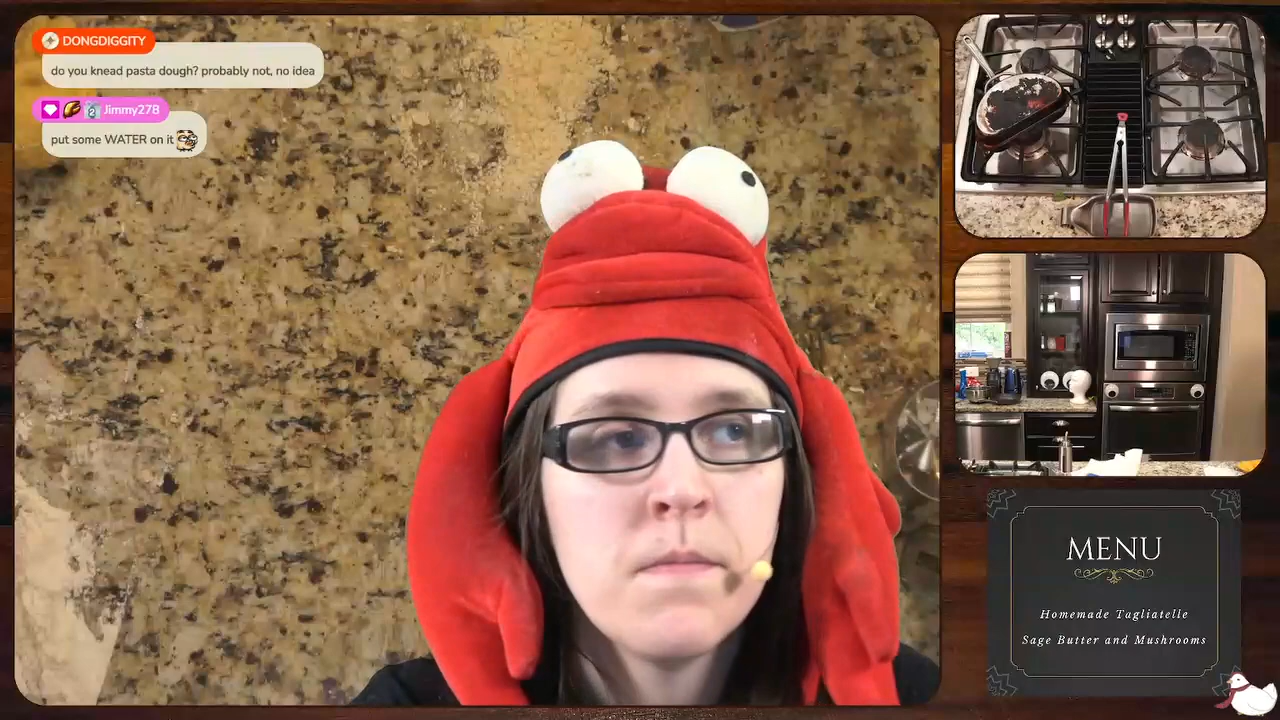 DONGDIGGITY
do you knead pasta dough? probably not, no idea
2 Jimmy278
put some WATER on it
MENU
Homemade Tagliatelle
Sage Butter and Mushrooms